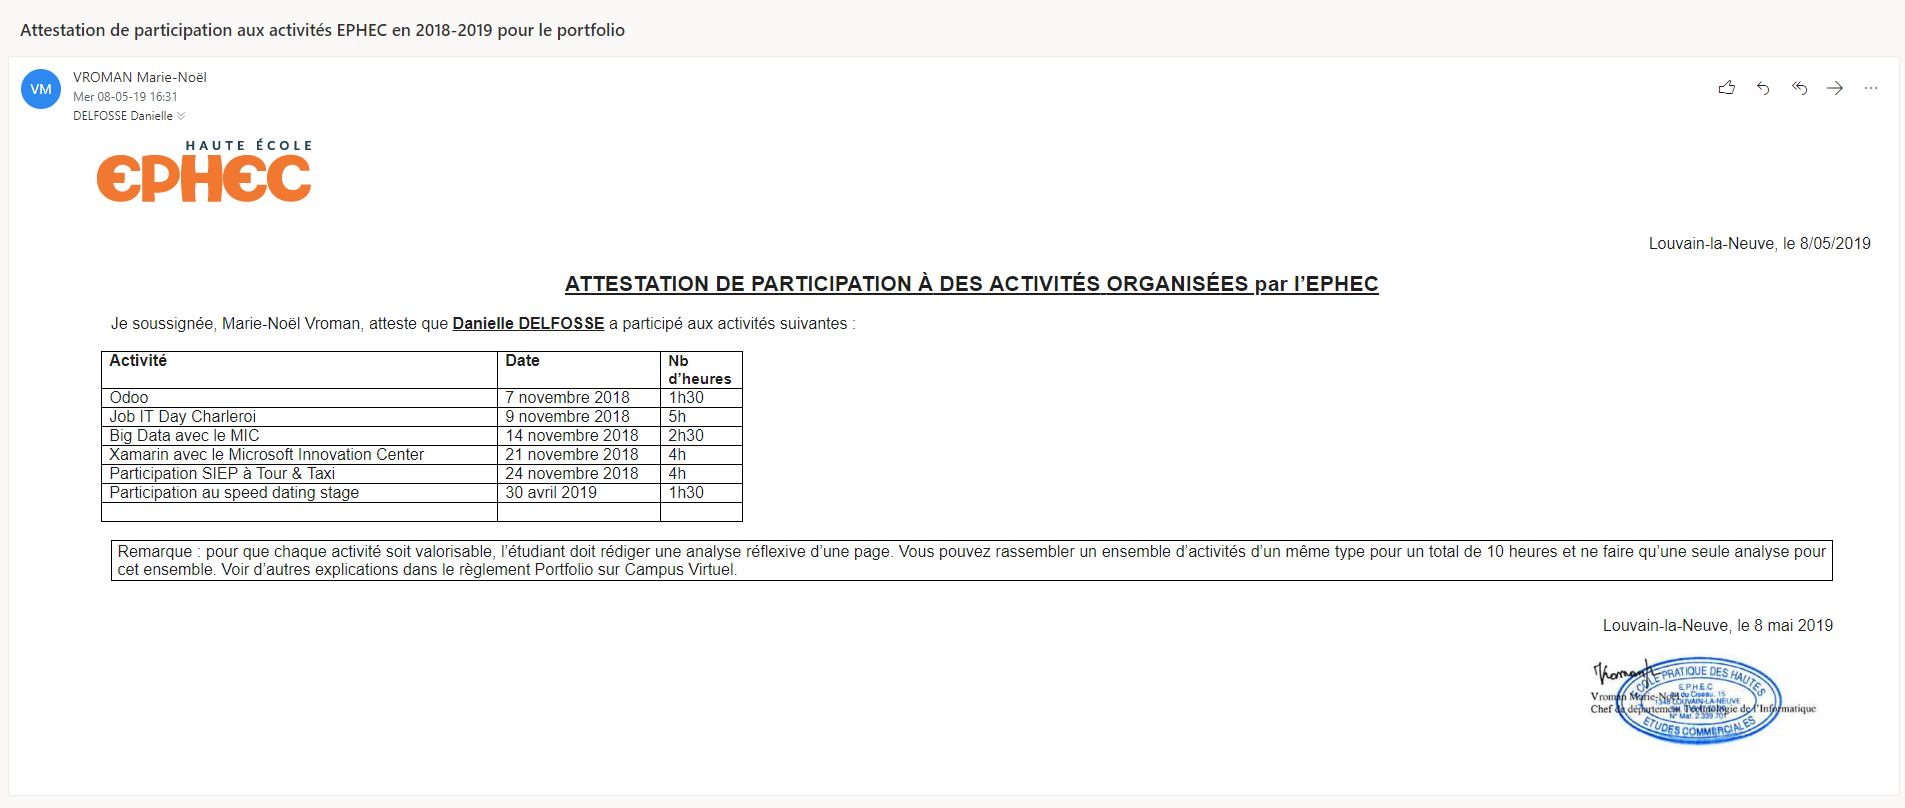 Attestation de participation aux activités EPHEC en 2018-2019 pour le portfolio
VM
VROMAN Marie-Noël
Mer 08-05-19 16:31
DELFOSSE Danielle
HAUTE ÉCOLE
EPHEC
Louvain-la-Neuve, le 8/05/2019
ATTESTATION DE PARTICIPATION À DES ACTIVITÉS ORGANISÉES par l'EPHEC
Je soussignée, Marie-Noël Vroman, atteste que Danielle DELFOSSE a participé aux activités suivantes :
Activité Date Nb d'heures
Odoo 7 novembre 2018 1h30
Job IT Day Charleroi 9 novembre 2018 5h
Big Data avec le MIC 14 novembre 2018 2h30
Xamarin avec le Microsoft Innovation Center 21 novembre 2018 4h
Participation SIEP à Tour & Taxi 24 novembre 2018 4h
Participation au speed dating stage 30 avril 2019 1h30
Remarque : pour que chaque activité soit valorisable, l'étudiant doit rédiger une analyse réflexive d'une page. Vous pouvez rassembler un ensemble d'activités d'un même type pour un total de 10 heures et ne faire qu'une seule analyse pour
cet ensemble. Voir d'autres explications dans le règlement Portfolio sur Campus Virtuel.
Louvain-la-Neuve, le 8 mai 2019
Vroman
ECOLE PRATIQUE DES HAUTES
E.P.H.E.C
du Ciseau, 15
1348 LOUVAIN-LA-NEUVE
N° Mat. 2.339.701
ETUDES COMMERCIALES
Vroman Marie-Noël
Chef de département Technologie de l'Informatique